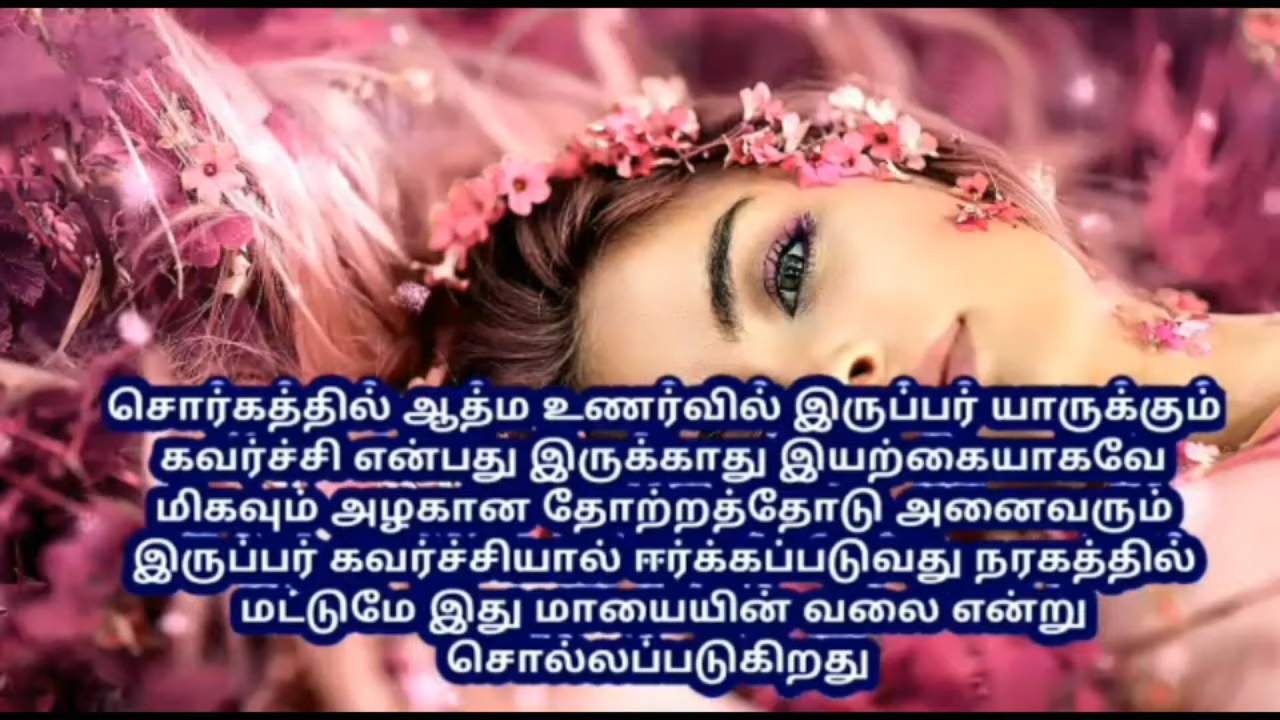 சொர்கத்தில் ஆத்ம உணர்வில் இருப்பர் யாருக்கும்
கவர்ச்சி என்பது இருக்காது இயற்கையாகவே
மிகவும் அழகான தோற்றத்தோடு அனைவரும்
இருப்பர் கவர்ச்சியால் ஈர்க்கப்படுவது நரகத்தில்
மட்டுமே இது மாயையின் வலை என்று
சொல்லப்படுகிறது